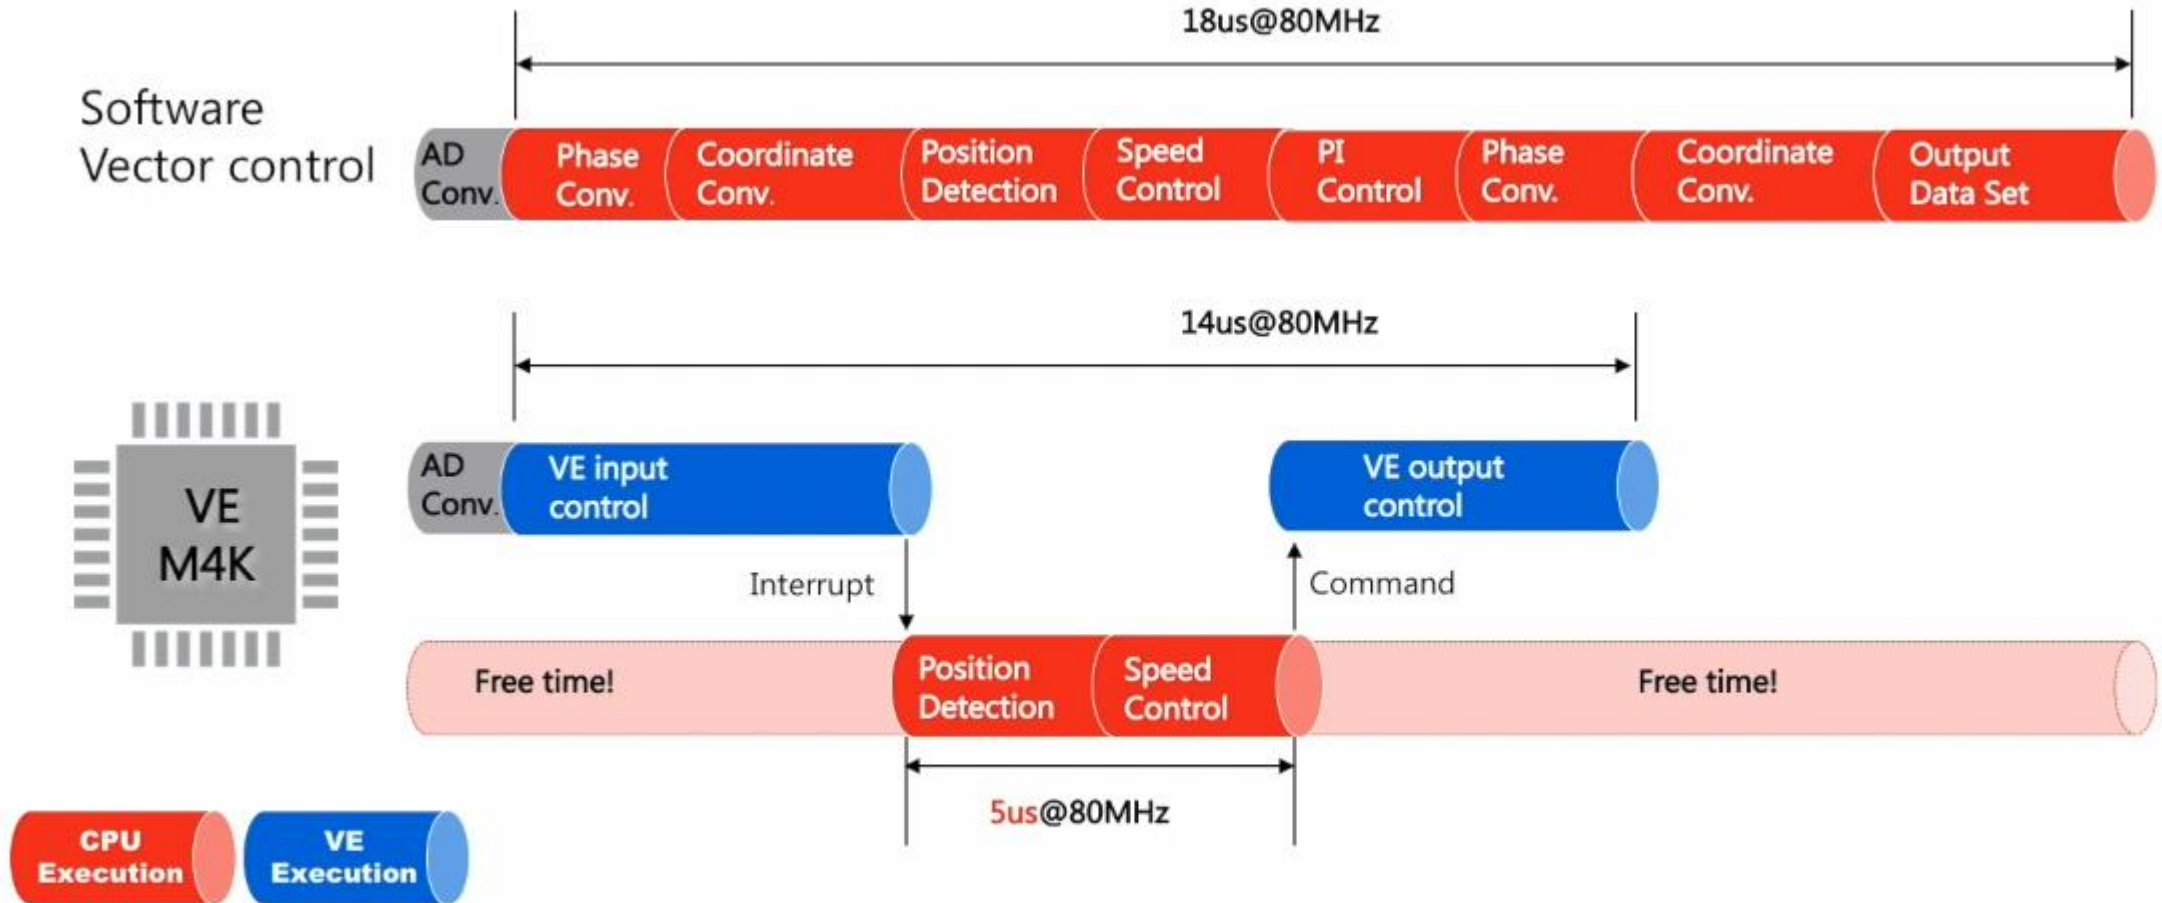 18us@80MHz
Software
Vector control
AD
Conv.
Phase
Conv.
Coordinate
Conv.
Position
Detection
Speed
Control
PI
Control
Phase
Conv.
Coordinate
Conv.
Output
Data Set
14us@80MHz
VE
M4K
AD
Conv.
VE input
control
VE output
control
Interrupt
Command
Free time!
Position
Detection
Speed
Control
Free time!
5us@80MHz
CPU
Execution
VE
Execution